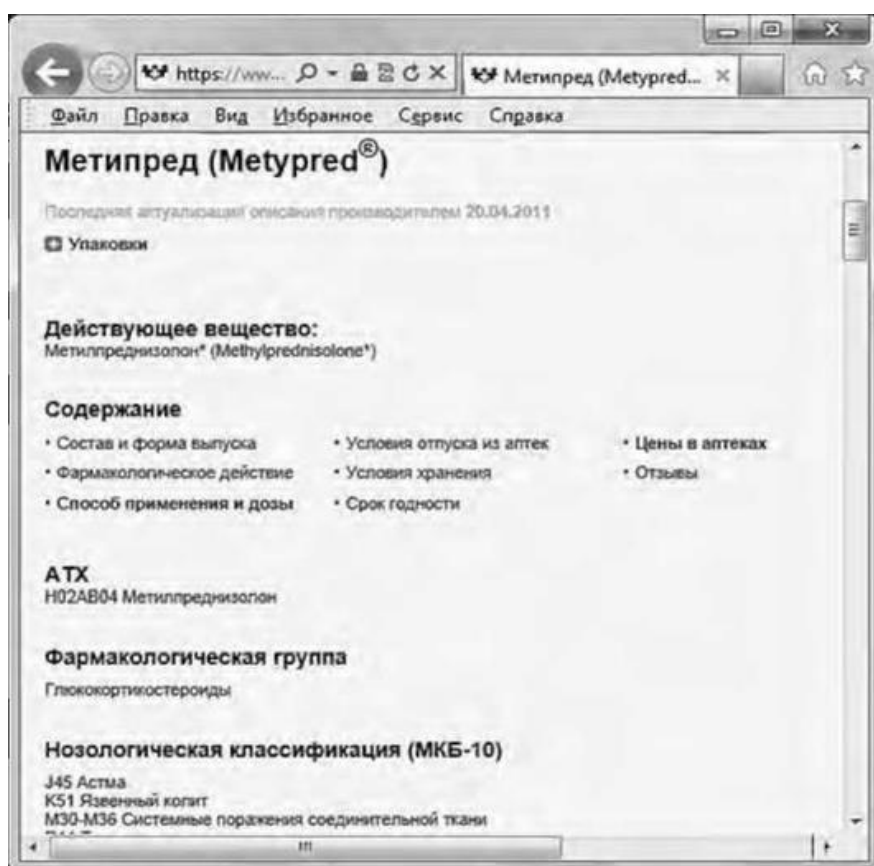 https://ww...
Метипред (Metypred...
Файл Правка Вид Избранное Сервис Справка
Метипред (Metypred®)
Последняя актуализация описания производителем 20.04.2011
Упаковки
Действующее вещество:
Метилпреднизолон* (Methylprednisolone*)
Содержание
• Состав и форма выпуска • Условия отпуска из аптек • Цены в аптеках
• Фармакологическое действие • Условия хранения • Отзывы
• Способ применения и дозы • Срок годности
АТХ
H02AB04 Метилпреднизолон
Фармакологическая группа
Глюкокортикостероиды
Нозологическая классификация (МКБ-10)
J45 Астма
K51 Язвенный колит
M30-M36 Системные поражения соединительной ткани